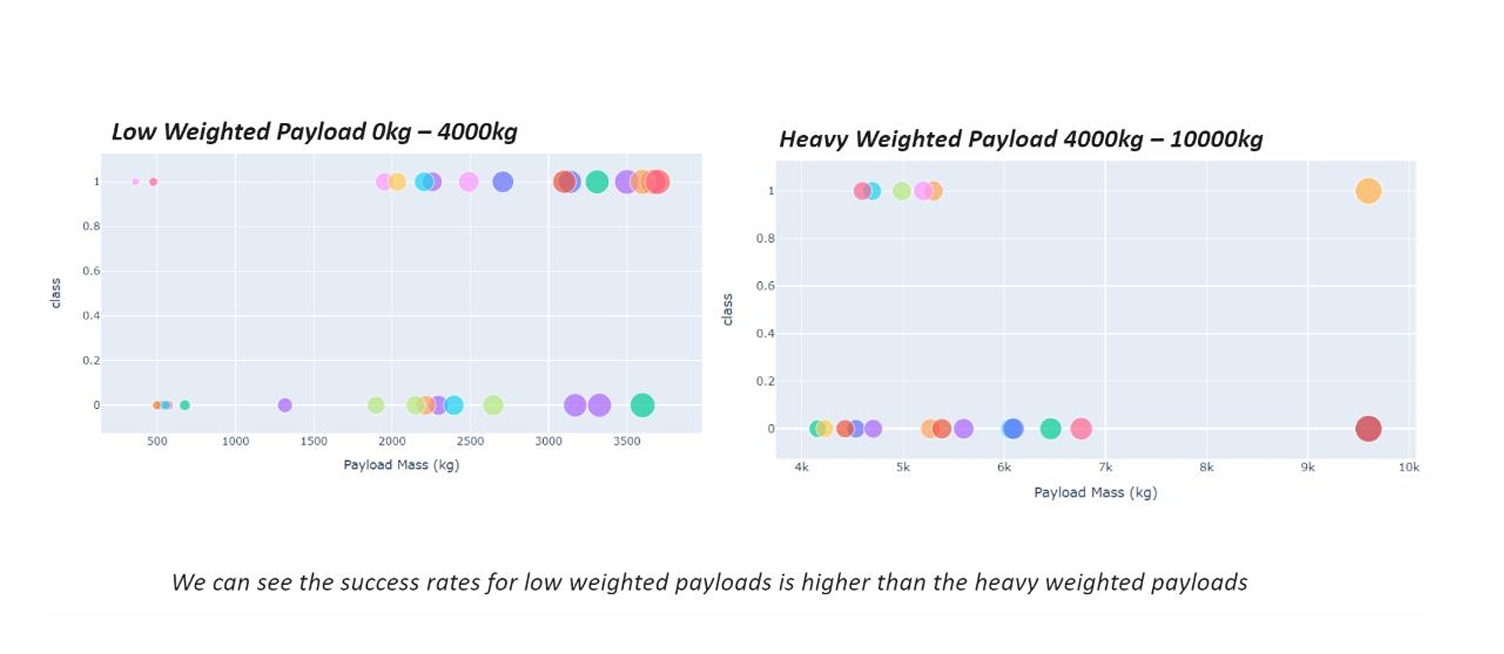 Low Weighted Payload 0kg – 4000kg
1
0.8
0.6
0.4
0.2
0
class
500 1000 1500 2000 2500 3000 3500
Payload Mass (kg)
Heavy Weighted Payload 4000kg – 10000kg
1
0.8
0.6
0.4
0.2
0
class
4k 5k 6k 7k 8k 9k 10k
Payload Mass (kg)
We can see the success rates for low weighted payloads is higher than the heavy weighted payloads